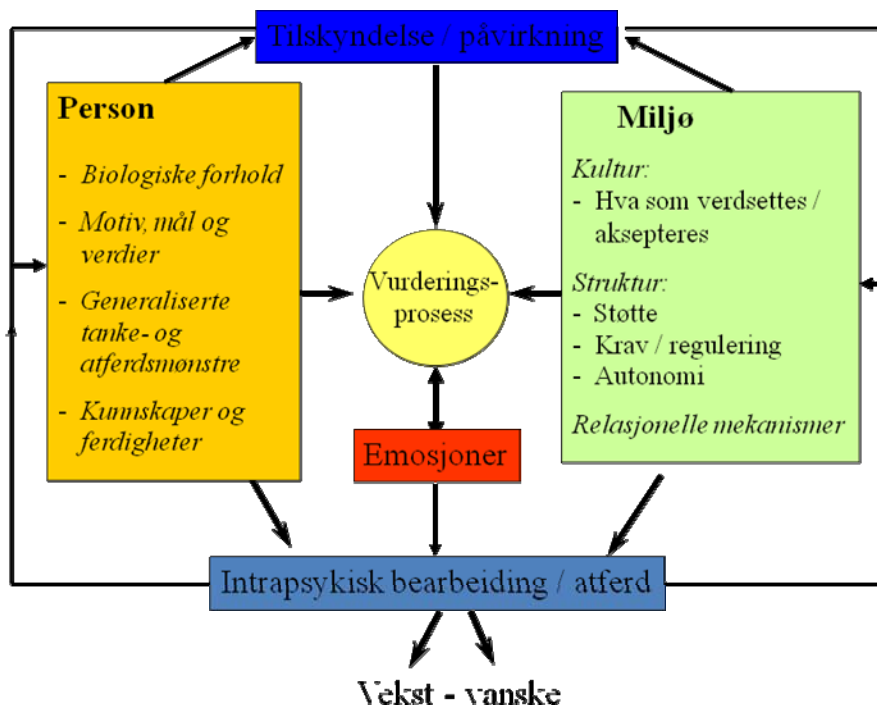 Tilskyndelse / påvirkning
Person
- Biologiske forhold
- Motiv, mål og
verdier
- Generaliserte
tanke- og
atferdsmønstre
- Kunnskaper og
ferdigheter
Vurderings-
prosess
Emosjoner
Miljø
Kultur:
- Hva som verdsettes /
aksepteres
Struktur:
- Støtte
- Krav / regulering
- Autonomi
Relasjonelle mekanismer
Intrapsykisk bearbeiding / atferd
Vekst - vanske